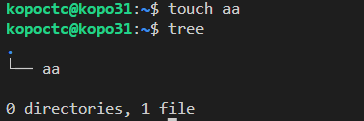 kopoctc@kopo31:~$ touch aa
kopoctc@kopo31:~$ tree
.
└── aa
0 directories, 1 file